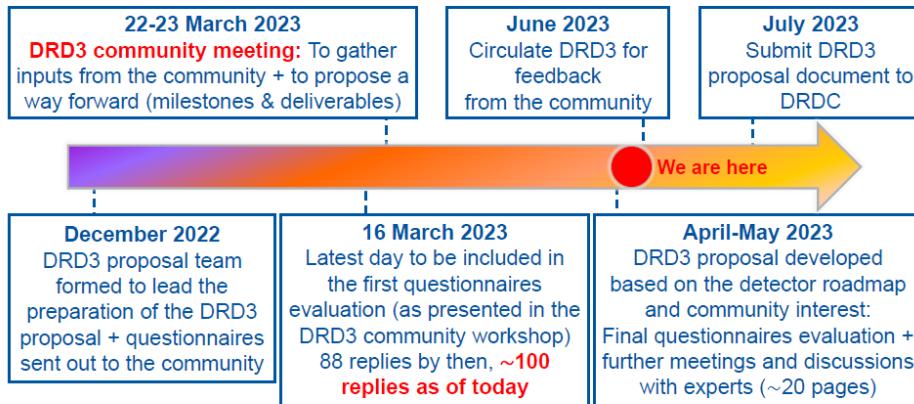 22-23 March 2023
DRD3 community meeting: To gather
inputs from the community + to propose a
way forward (milestones & deliverables)
June 2023
Circulate DRD3 for
feedback
from the community
July 2023
Submit DRD3
proposal document to
DRDC
We are here
December 2022
DRD3 proposal team
formed to lead the
preparation of the DRD3
proposal + questionnaires
sent out to the community
16 March 2023
Latest day to be included in
the first questionnaires
evaluation (as presented in the
DRD3 community workshop)
88 replies by then, ~100
replies as of today
April-May 2023
DRD3 proposal developed
based on the detector roadmap
and community interest:
Final questionnaires evaluation +
further meetings and discussions
with experts (~20 pages)